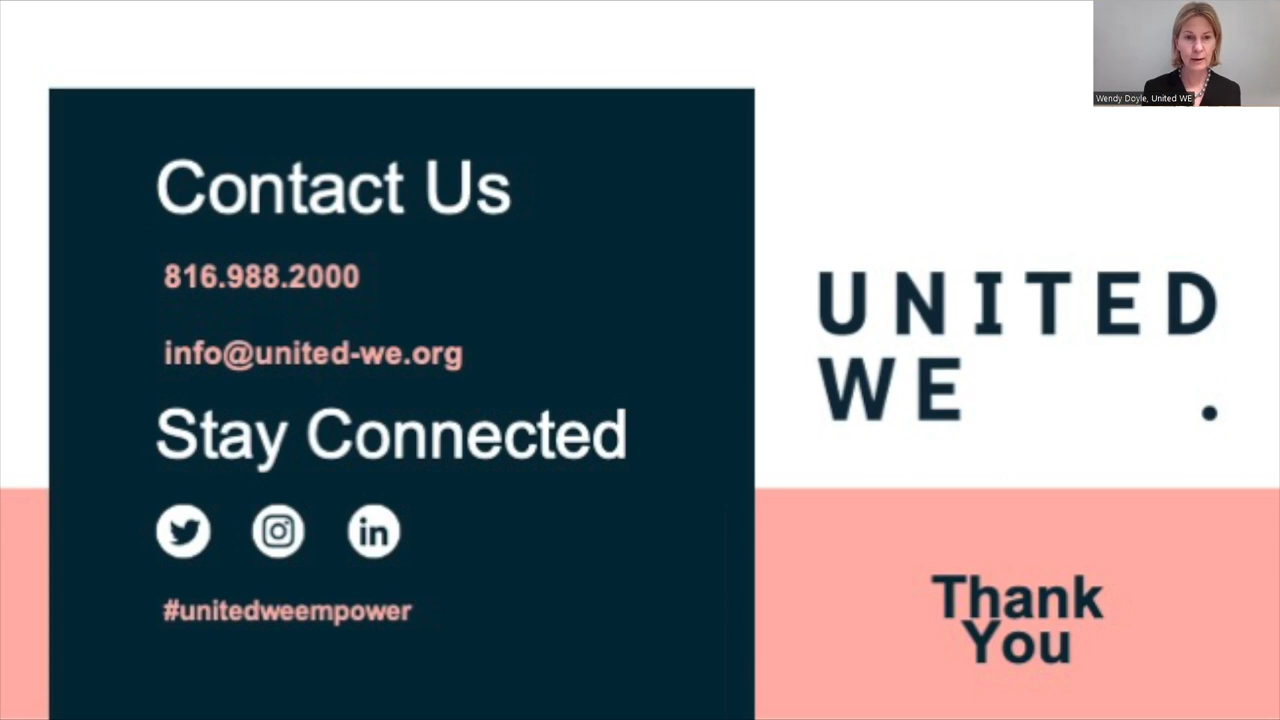 Wendy Doyle, United WE
Contact Us
816.988.2000
info@united-we.org
Stay Connected
in
#unitedweempower
UNITED
WE .
Thank
You